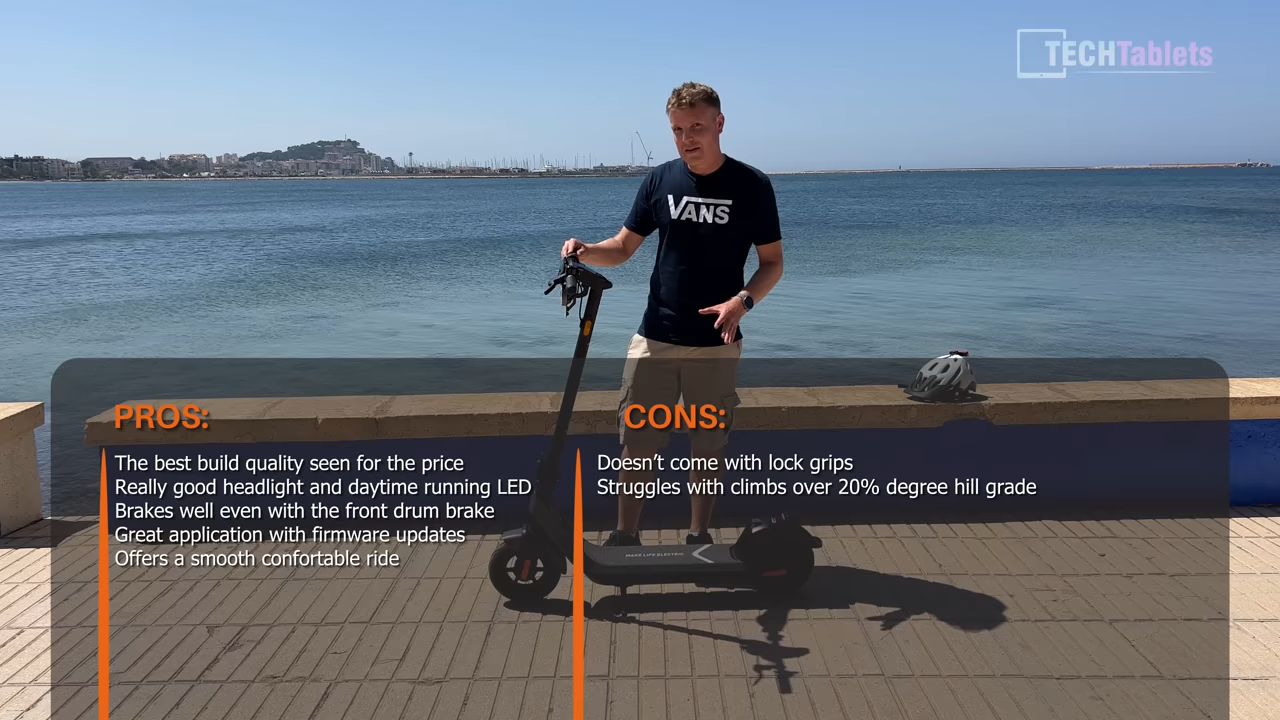 TECHTablets
VANS
PROS:
The best build quality seen for the price
Really good headlight and daytime running LED
Brakes well even with the front drum brake
Great application with firmware updates
Offers a smooth confortable ride
CONS:
Doesn't come with lock grips
Struggles with climbs over 20% degree hill grade
MAKE LIFE ELECTRIC